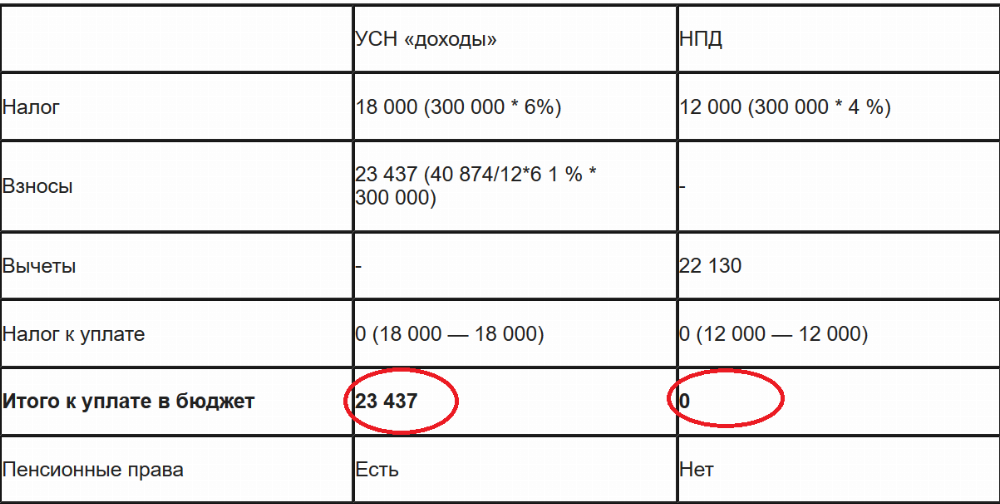 УСН «доходы»
НПД
Налог
18 000 (300 000 * 6%)
12 000 (300 000 * 4 %)
Взносы
23 437 (40 874/12*6 1 % *
300 000)
-
Вычеты
-
22 130
Налог к уплате
0 (18 000 — 18 000)
0 (12 000 — 12 000)
Итого к уплате в бюджет
23 437
0
Пенсионные права
Есть
Нет